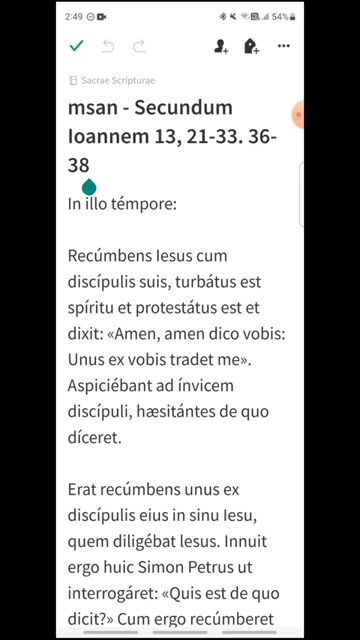 2:49
54%
Sacrae Scripturae
msan - Secundum
Ioannem 13, 21-33. 36-
38
In illo témpore:
Recúmbens Iesus cum
discípulis suis, turbátus est
spíritu et protestátus est et
dixit: «Amen, amen dico vobis:
Unus ex vobis tradet me».
Aspiciébant ad ínvicem
discípuli, hæsitántes de quo
díceret.
Erat recúmbens unus ex
discípulis eius in sinu Iesu,
quem diligébat Iesus. Innuit
ergo huic Simon Petrus ut
interrogáret: «Quis est de quo
dicit?» Cum ergo recúmberet